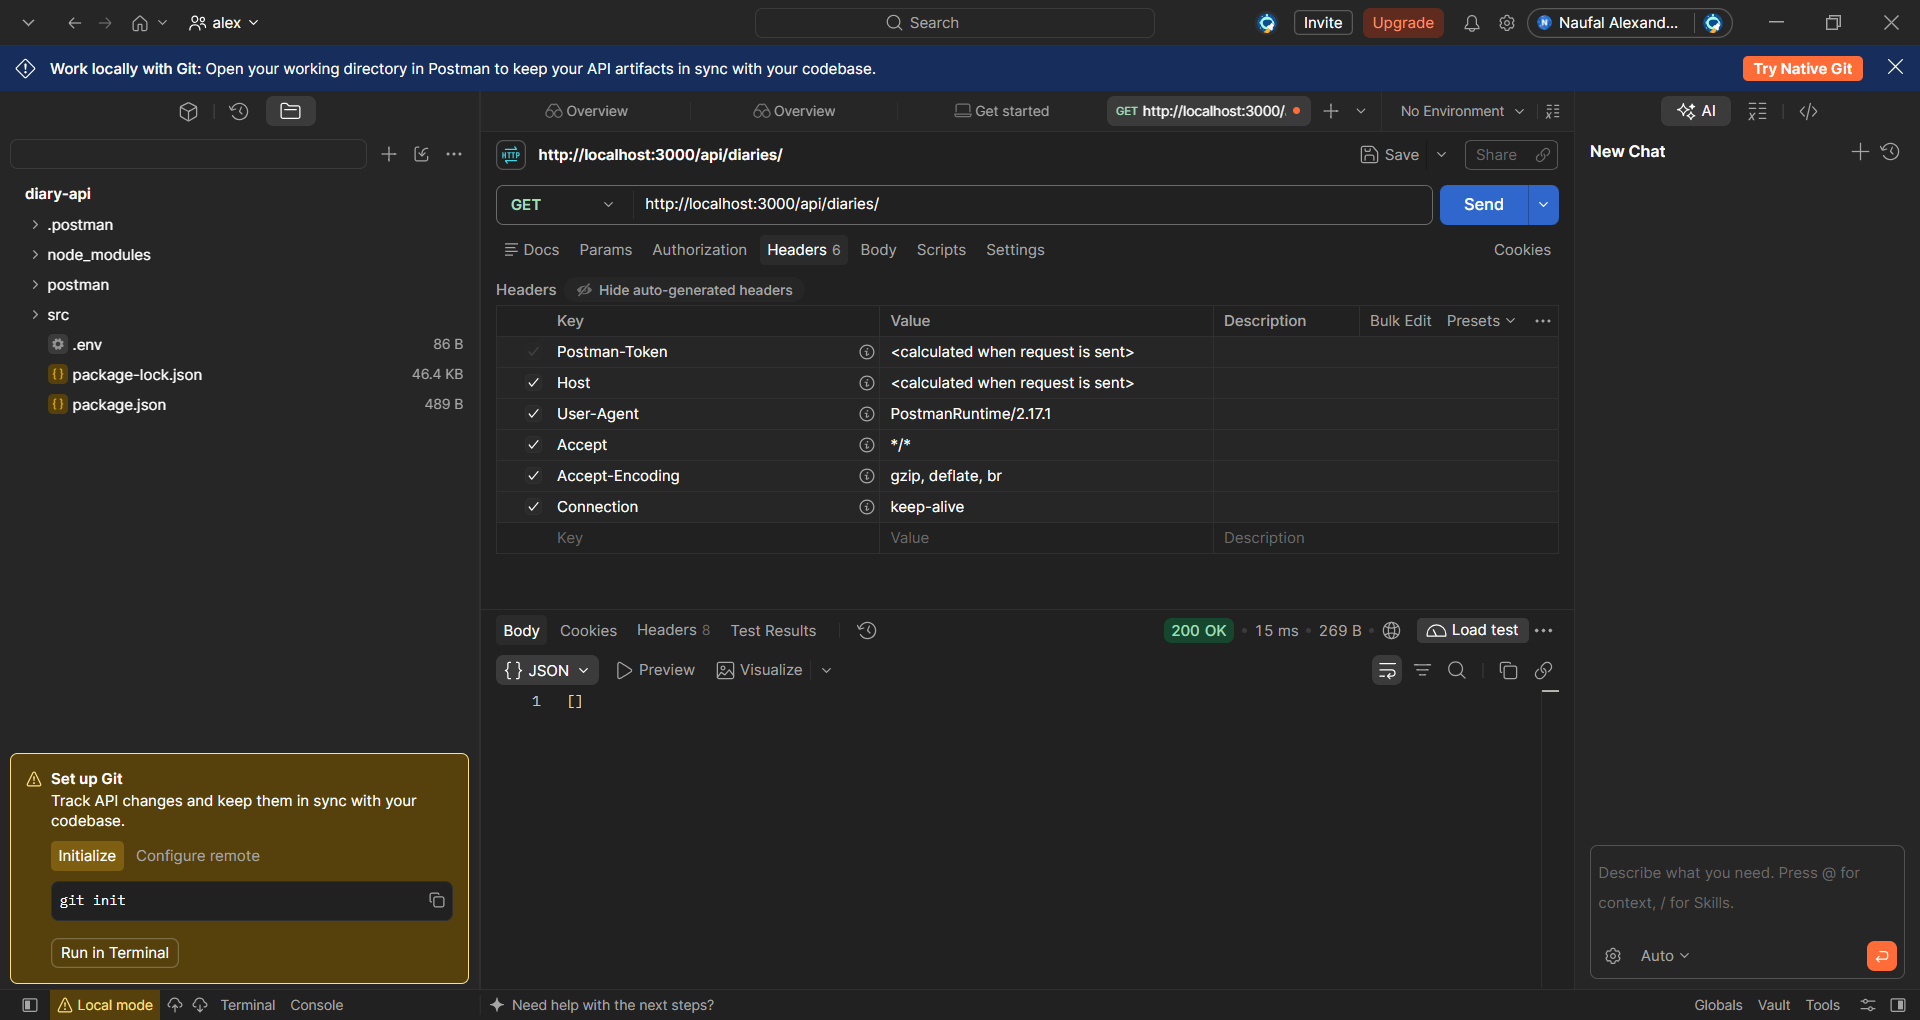 alex
Search
Invite
Upgrade
Naufal Alexand...
Work locally with Git: Open your working directory in Postman to keep your API artifacts in sync with your codebase.
Try Native Git
Overview
Overview
Get started
GET http://localhost:3000/.
No Environment
AI
diary-api
.postman
node_modules
postman
src
.env 86 B
package-lock.json 46.4 KB
package.json 489 B
Set up Git
Track API changes and keep them in sync with your
codebase.
Initialize Configure remote
git init
Run in Terminal
HTTP http://localhost:3000/api/diaries/
Save
Share
GET
http://localhost:3000/api/diaries/
Send
Docs Params Authorization Headers 6 Body Scripts Settings Cookies
Headers Hide auto-generated headers
Key Value Description Bulk Edit Presets
Postman-Token <calculated when request is sent>
Host <calculated when request is sent>
User-Agent PostmanRuntime/2.17.1
Accept */*
Accept-Encoding gzip, deflate, br
Connection keep-alive
Key Value Description
Body Cookies Headers 8 Test Results 200 OK • 15 ms • 269 B • Load test
{} JSON Preview Visualize
1 []
New Chat
Describe what you need. Press @ for
context, / for Skills.
Auto
Local mode Terminal Console Need help with the next steps? Globals Vault Tools